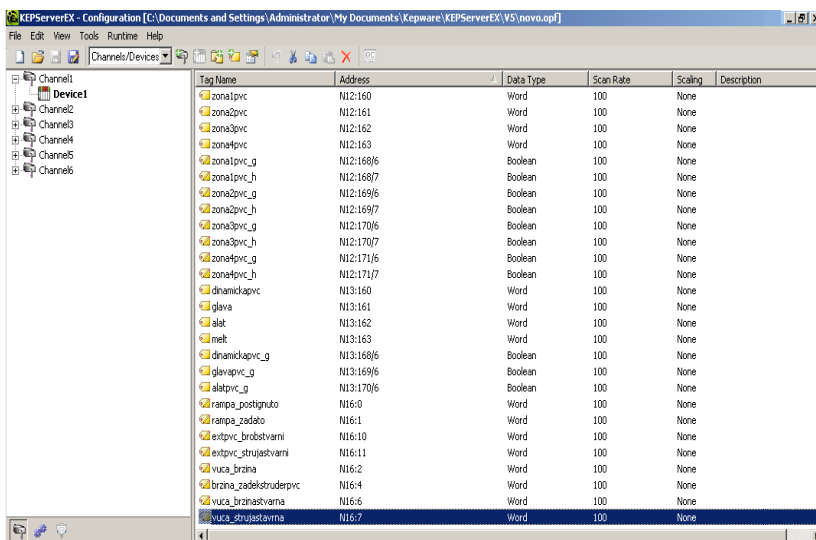 KEPServerEX - Configuration [C:\Documents and Settings\Administrator\My Documents\Kepware\KEPServerEX\V5\novo.opf]
File Edit View Tools Runtime Help
Channels/Devices
Channel1
Device1
Channel2
Channel3
Channel4
Channel5
Channel6
Tag Name Address Data Type Scan Rate Scaling Description
zona1pvc N12:160 Word 100 None
zona2pvc N12:161 Word 100 None
zona3pvc N12:162 Word 100 None
zona4pvc N12:163 Word 100 None
zona1pvc_g N12:168/6 Boolean 100 None
zona1pvc_h N12:168/7 Boolean 100 None
zona2pvc_g N12:169/6 Boolean 100 None
zona2pvc_h N12:169/7 Boolean 100 None
zona3pvc_g N12:170/6 Boolean 100 None
zona3pvc_h N12:170/7 Boolean 100 None
zona4pvc_g N12:171/6 Boolean 100 None
zona4pvc_h N12:171/7 Boolean 100 None
dinamickapvc N13:160 Word 100 None
glava N13:161 Word 100 None
alat N13:162 Word 100 None
melt N13:163 Word 100 None
dinamickapvc_g N13:168/6 Boolean 100 None
glavapvc_g N13:169/6 Boolean 100 None
alatpvc_g N13:170/6 Boolean 100 None
rampa_postignuto N16:0 Word 100 None
rampa_zadato N16:1 Word 100 None
extpvc_brobstvarni N16:10 Word 100 None
extpvc_strujastvarni N16:11 Word 100 None
vuca_brzina N16:2 Word 100 None
brzina_zadekstruderpvc N16:4 Word 100 None
vuca_brzinastvarna N16:6 Word 100 None
vuca_strujastavrna N16:7 Word 100 None